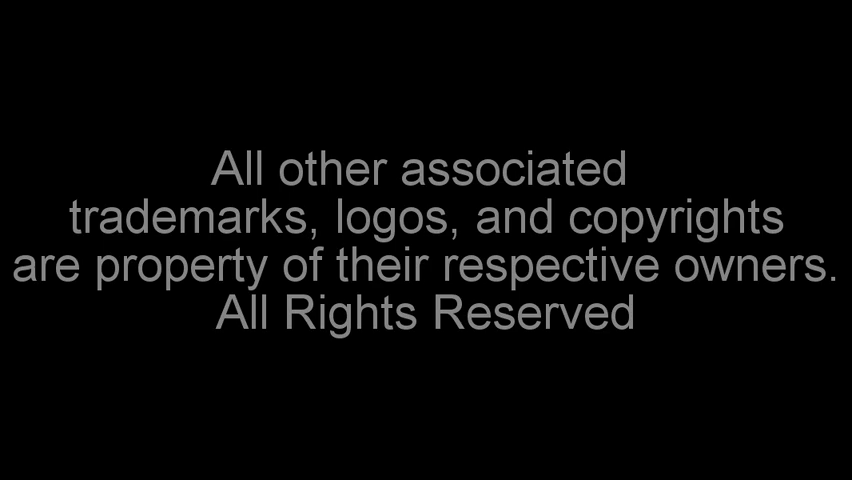 All other associated
trademarks, logos, and copyrights
are property of their respective owners.
All Rights Reserved